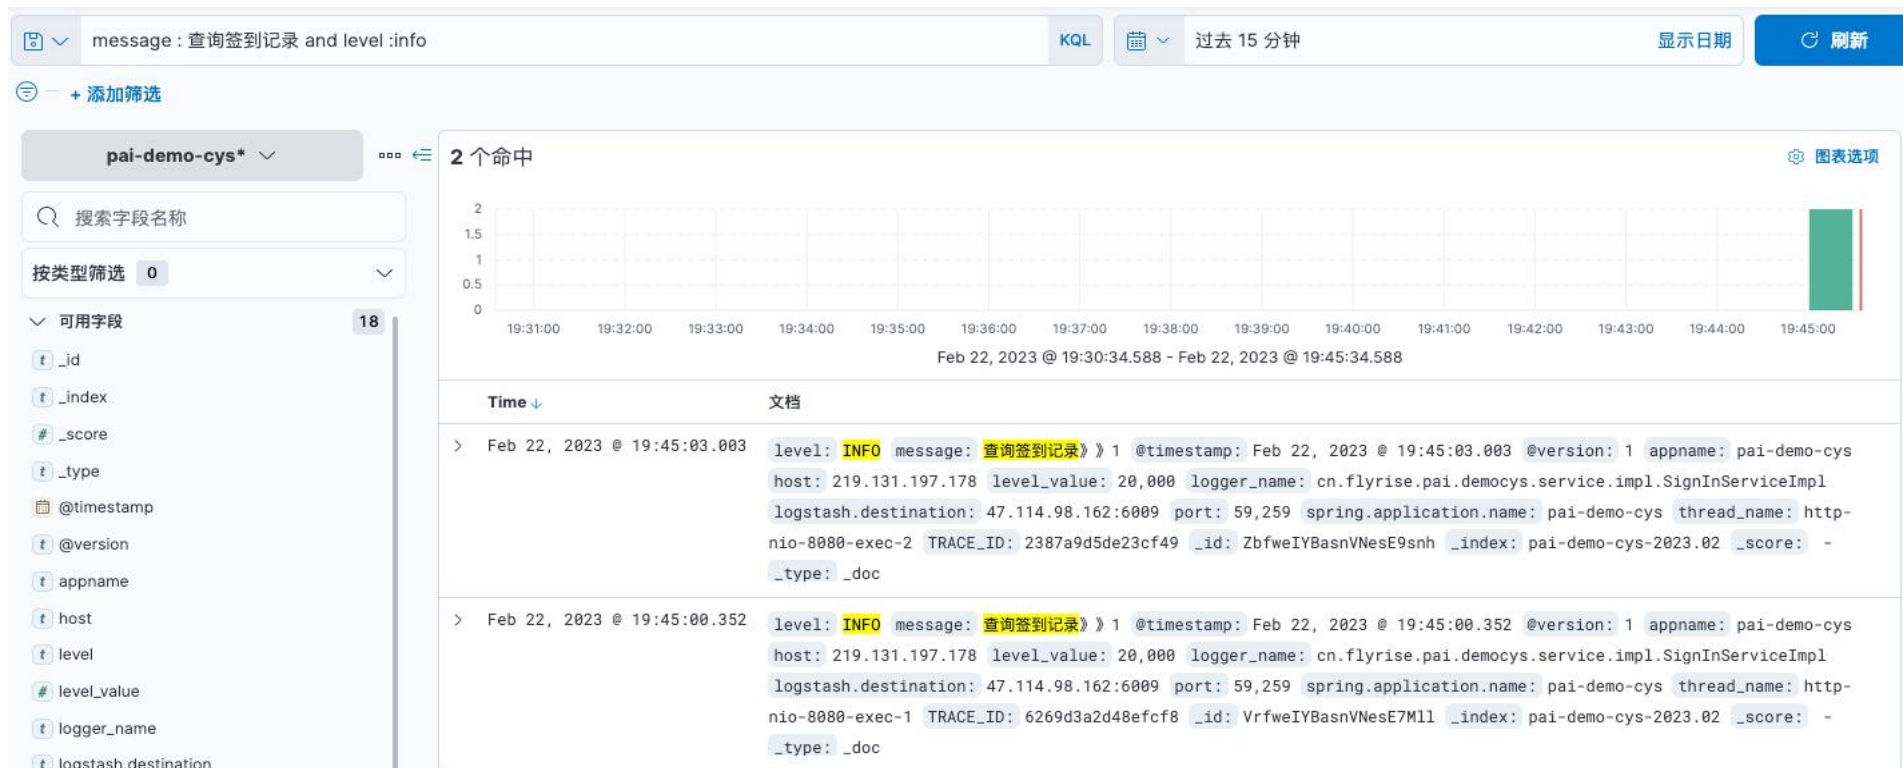 message : 查询签到记录 and level :info
KQL
过去 15 分钟
显示日期
刷新
+ 添加筛选
pai-demo-cys*
搜索字段名称
按类型筛选 0
可用字段 18
t _id
t _index
# _score
t _type
@timestamp
t @version
t appname
t host
t level
# level_value
t logger_name
t logstash.destination
2 个命中
图表选项
2
1.5
1
0.5
0
19:31:00 19:32:00 19:33:00 19:34:00 19:35:00 19:36:00 19:37:00 19:38:00 19:39:00 19:40:00 19:41:00 19:42:00 19:43:00 19:44:00 19:45:00
Feb 22, 2023 @ 19:30:34.588 - Feb 22, 2023 @ 19:45:34.588
Time 文档
Feb 22, 2023 @ 19:45:03.003
level: INFO message: 查询签到记录》》1 @timestamp: Feb 22, 2023 @ 19:45:03.003 @version: 1 appname: pai-demo-cys
host: 219.131.197.178 level_value: 20,000 logger_name: cn.flyrise.pai.democys.service.impl.SignInServiceImpl
logstash.destination: 47.114.98.162:6009 port: 59,259 spring.application.name: pai-demo-cys thread_name: http-
nio-8080-exec-2 TRACE_ID: 2387a9d5de23cf49 _id: ZbfweIYBasnVNesE9snh _index: pai-demo-cys-2023.02 _score: -
_type: _doc
Feb 22, 2023 @ 19:45:00.352
level: INFO message: 查询签到记录》》1 @timestamp: Feb 22, 2023 @ 19:45:00.352 @version: 1 appname: pai-demo-cys
host: 219.131.197.178 level_value: 20,000 logger_name: cn.flyrise.pai.democys.service.impl.SignInServiceImpl
logstash.destination: 47.114.98.162:6009 port: 59,259 spring.application.name: pai-demo-cys thread_name: http-
nio-8080-exec-1 TRACE_ID: 6269d3a2d48efcf8 _id: VrfweIYBasnVNesE7Mll _index: pai-demo-cys-2023.02 _score: -
_type: _doc